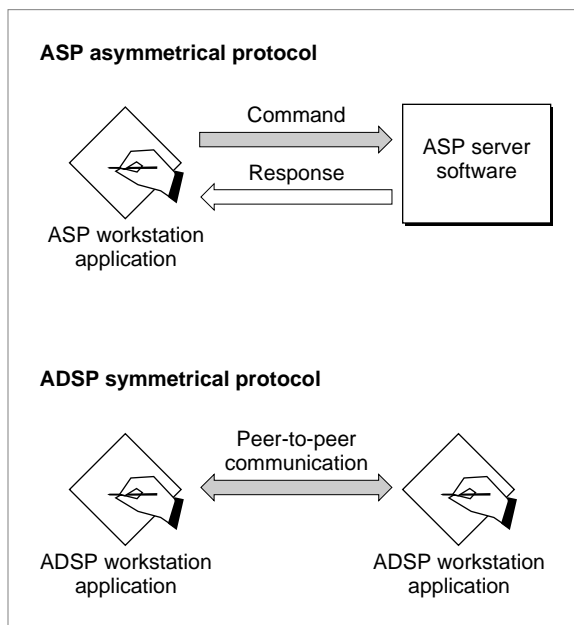 ASP asymmetrical protocol
Command
Response
ASP server
software
ASP workstation
application
ADSP symmetrical protocol
Peer-to-peer
communication
ADSP workstation
application
ADSP workstation
application